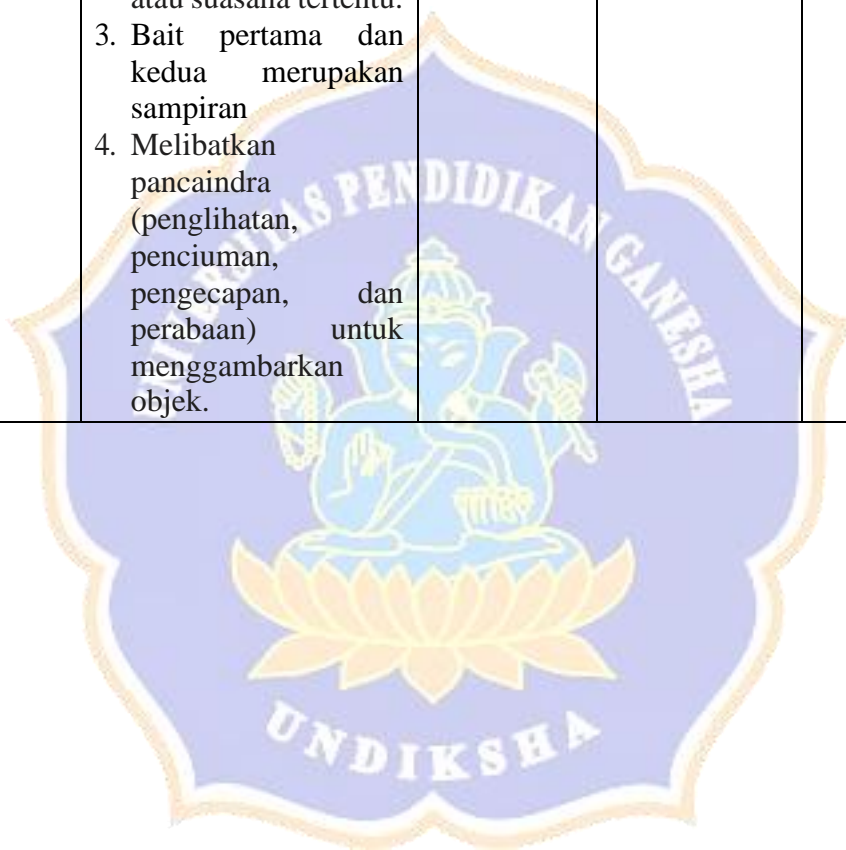 atau suasana tertentu.
3. Bait pertama dan
kedua merupakan
sampiran
4. Melibatkan
pancaindra
(penglihatan,
penciuman,
pengecapan, dan
perabaan) untuk
menggambarkan
objek.
UNIVERSITAS PENDIDIKAN GANESHA
UNDIKSHA